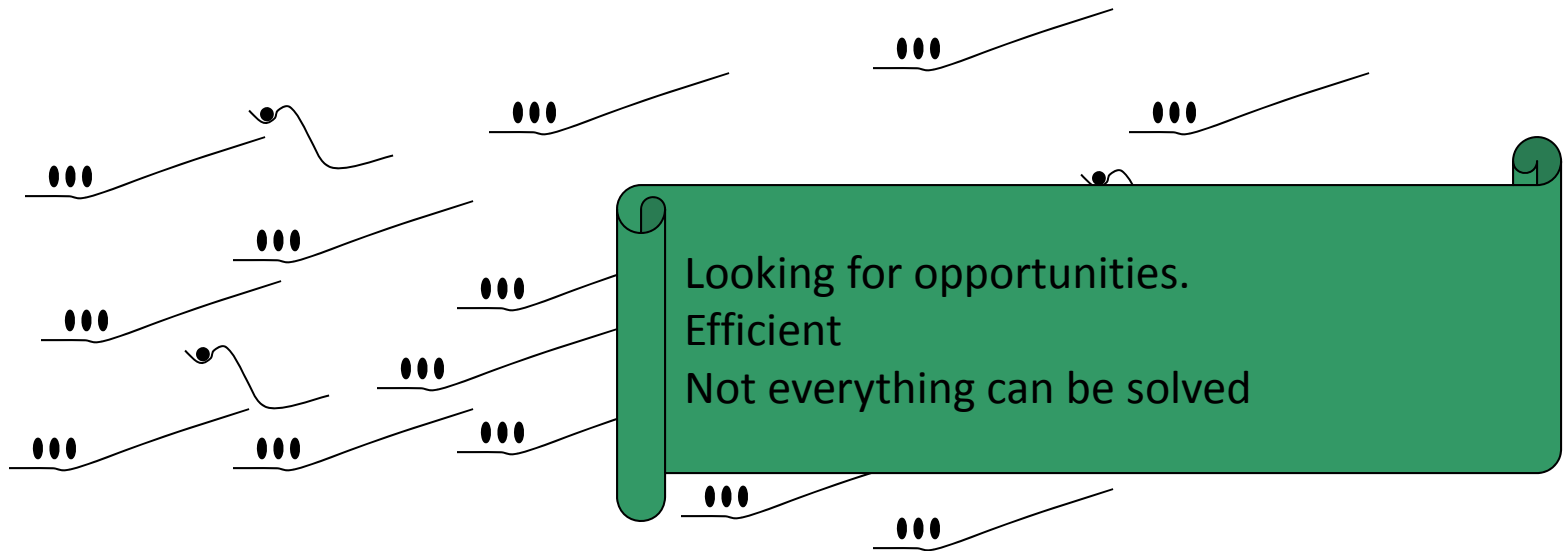 Looking for opportunities.
Efficient
Not everything can be solved